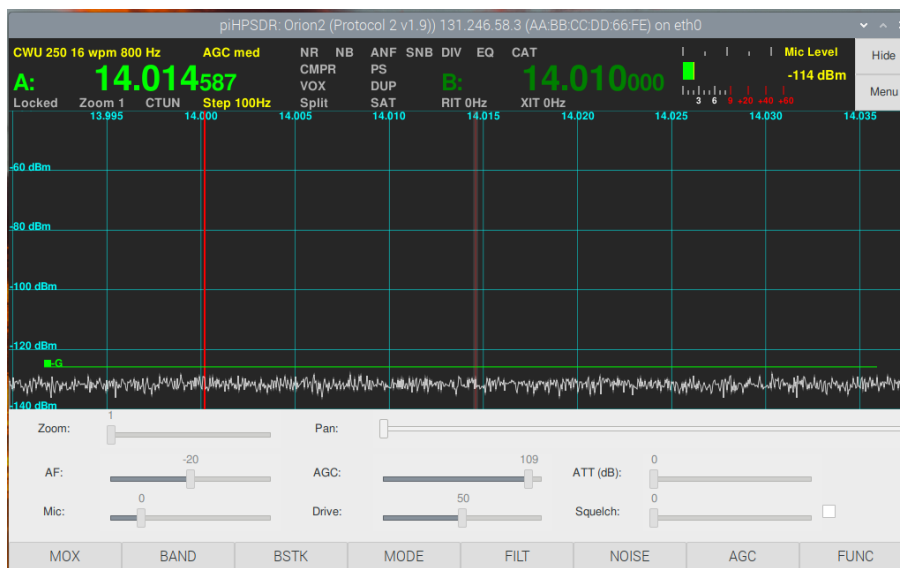 piHPSDR: Orion2 (Protocol 2 v1.9)) 131.246.58.3 (AA:BB:CC:DD:66:FE) on eth0
CWU 250 16 wpm 800 Hz AGC med NR NB ANF SNB DIV EQ CAT Mic Level Hide
CMPR PS
A: 14.014587 VOX DUP B: 14.010000 -114 dBm Menu
Locked Zoom 1 CTUN Step 100Hz Split SAT RIT 0Hz XIT 0Hz 3 6 9 +20 +40 +60
13.995 14.000 14.005 14.010 14.015 14.020 14.025 14.030 14.035
-60 dBm
-80 dBm
-100 dBm
-120 dBm
-G
-140 dBm
Zoom: 1 Pan:
AF: -20 AGC: 109 ATT (dB): 0
Mic: 0 Drive: 50 Squelch: 0
MOX BAND BSTK MODE FILT NOISE AGC FUNC